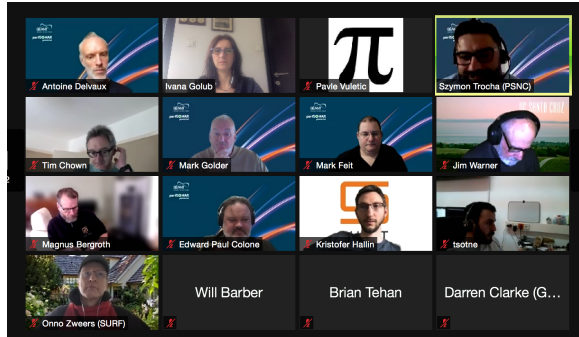 Antoine Delvaux
Ivana Golub
π
Pavle Vuletic
Szymon Trocha (PSNC)
Tim Chown
Mark Golder
Mark Feit
Jim Warner
Magnus Bergroth
Edward Paul Colone
Kristofer Hallin
tsotne
Onno Zweers (SURF)
Will Barber
Brian Tehan
Darren Clarke (G...